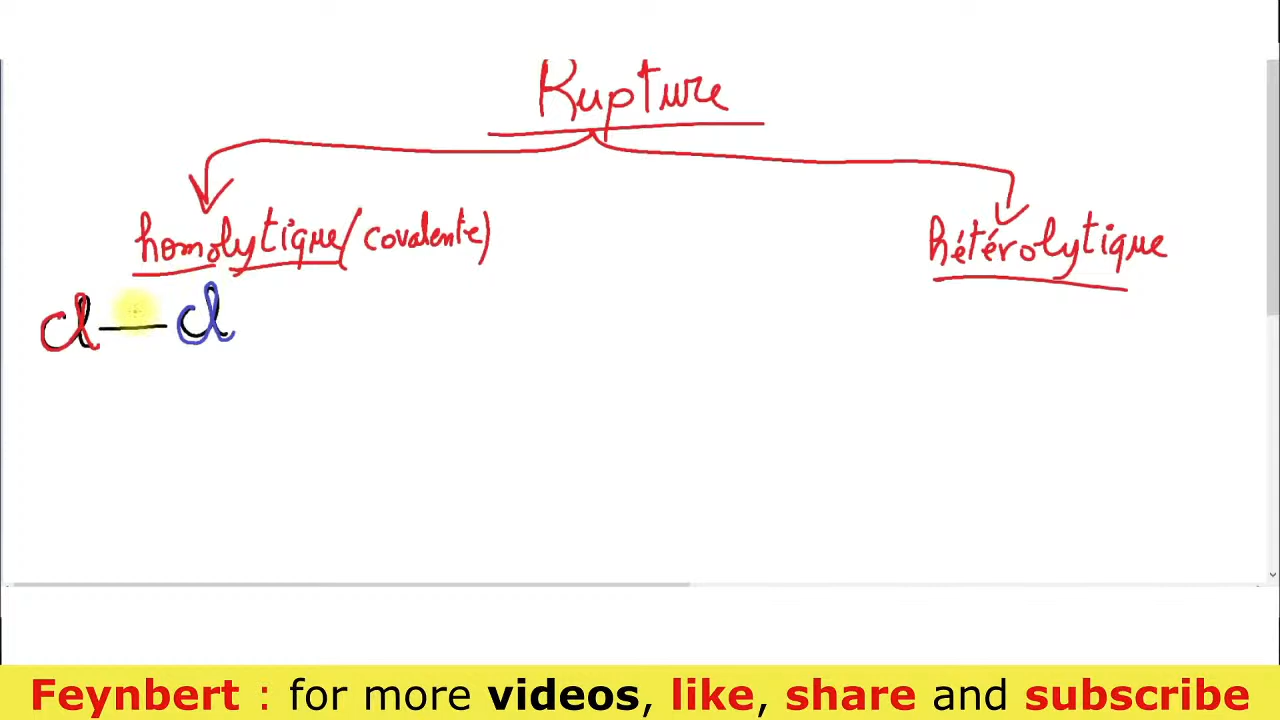 Rupture
homolytique/(covalente)
hétérolytique
Cl — Cl
Feynbert : for more videos, like, share and subscribe